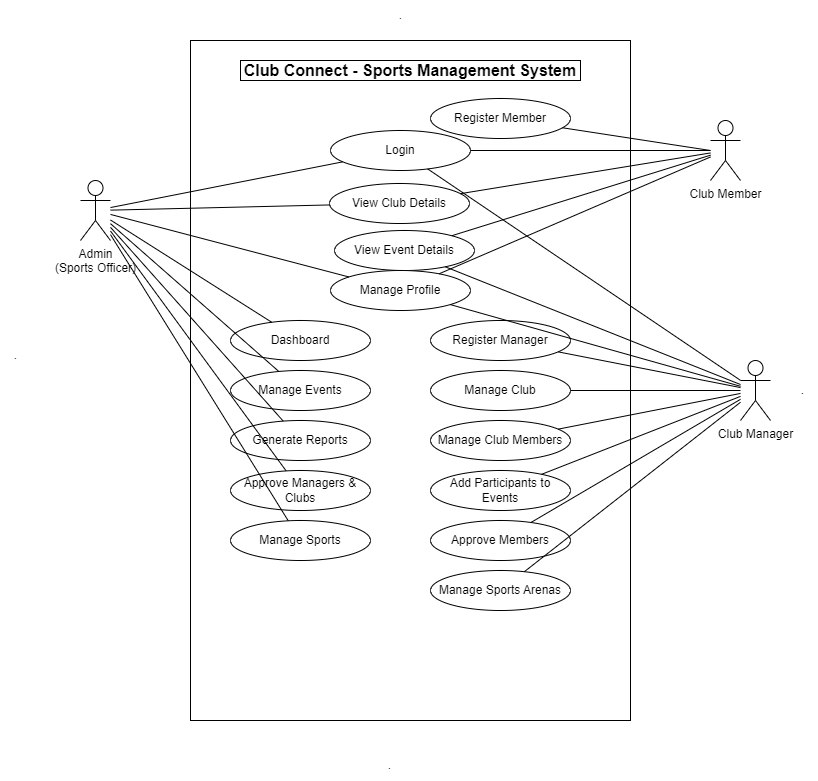 Club Connect - Sports Management System
Register Member
Login
Club Member
View Club Details
Admin
(Sports Officer)
View Event Details
Manage Profile
Dashboard
Register Manager
Manage Events
Manage Club
Club Manager
Generate Reports
Manage Club Members
Approve Managers &
Clubs
Add Participants to
Events
Manage Sports
Approve Members
Manage Sports Arenas